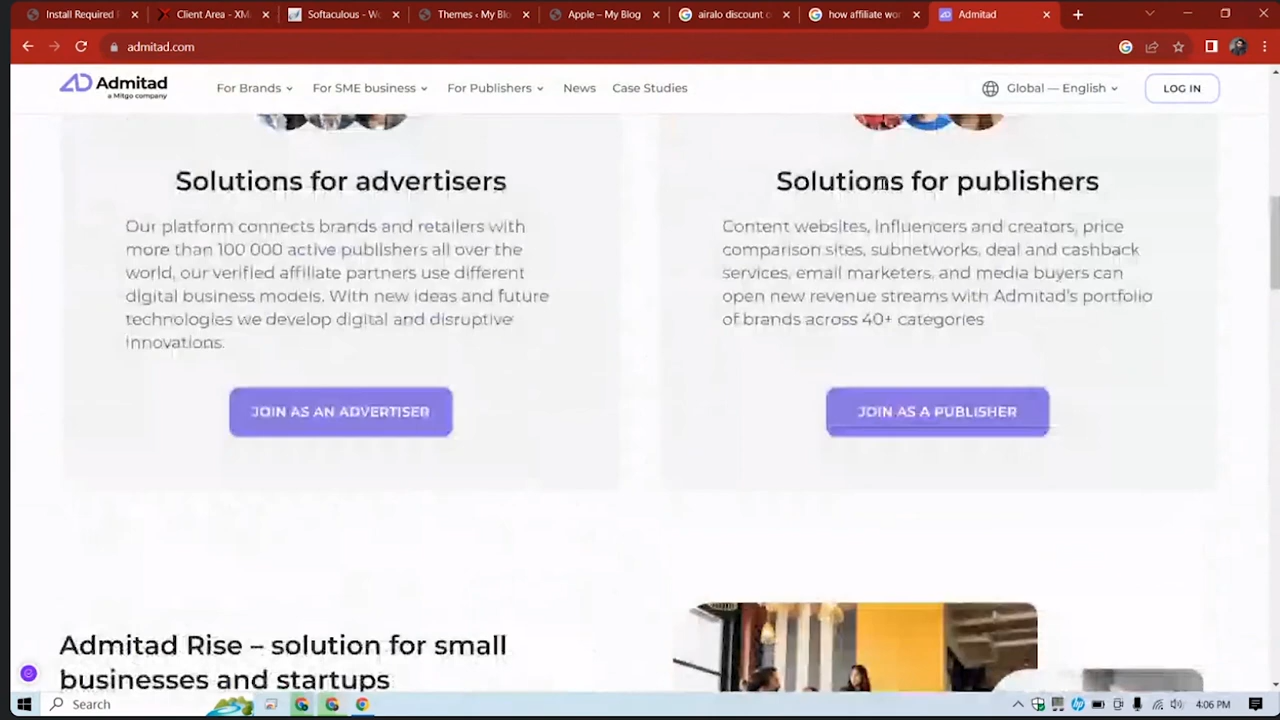 Install Required P
Client Area - XM
Softaculous - Wo
Themes ‹ My Blo
Apple – My Blog
airalo discount c
how affiliate wor
Admitad
admitad.com
Admitad
a Mitgo company
For Brands
For SME business
For Publishers
News
Case Studies
Global — English
LOG IN
Solutions for advertisers
Our platform connects brands and retailers with
more than 100 000 active publishers all over the
world, our verified affiliate partners use different
digital business models. With new ideas and future
technologies we develop digital and disruptive
innovations.
JOIN AS AN ADVERTISER
Solutions for publishers
Content websites, influencers and creators, price
comparison sites, subnetworks, deal and cashback
services, email marketers, and media buyers can
open new revenue streams with Admitad's portfolio
of brands across 40+ categories
JOIN AS A PUBLISHER
Admitad Rise – solution for small
businesses and startups
Search
4:06 PM